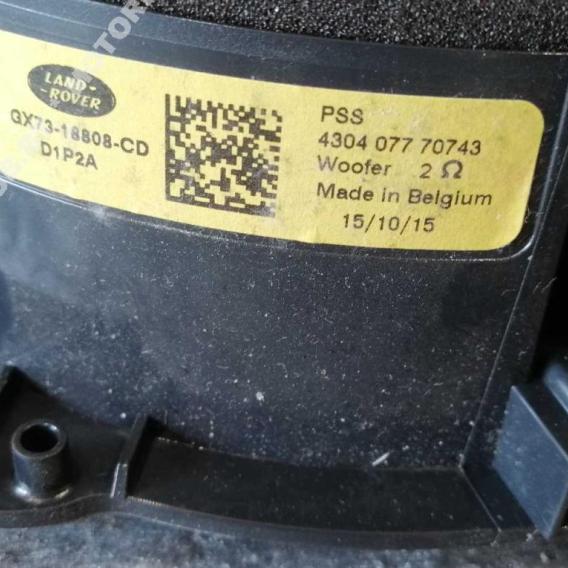 LAND-
-ROVER
GX73-18808-CD
D1P2A
PSS
4304 077 70743
Woofer 2 Ω
Made in Belgium
15/10/15